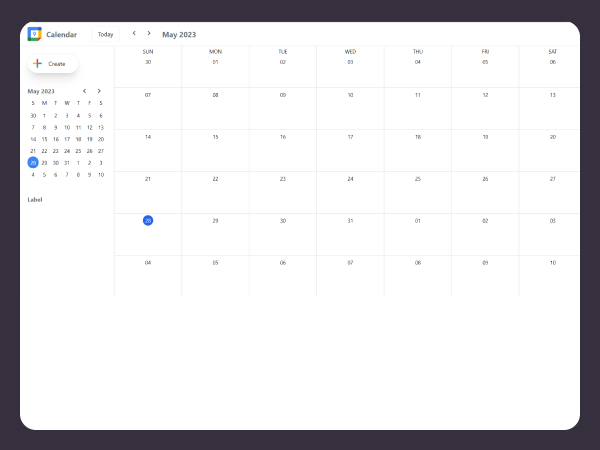 9 Calendar Today May 2023
Create
May 2023
S M T W T F S
30 1 2 3 4 5 6
7 8 9 10 11 12 13
14 15 16 17 18 19 20
21 22 23 24 25 26 27
28 29 30 31 1 2 3
4 5 6 7 8 9 10
Label
SUN MON TUE WED THU FRI SAT
30 01 02 03 04 05 06
07 08 09 10 11 12 13
14 15 16 17 18 19 20
21 22 23 24 25 26 27
28 29 30 31 01 02 03
04 05 06 07 08 09 10